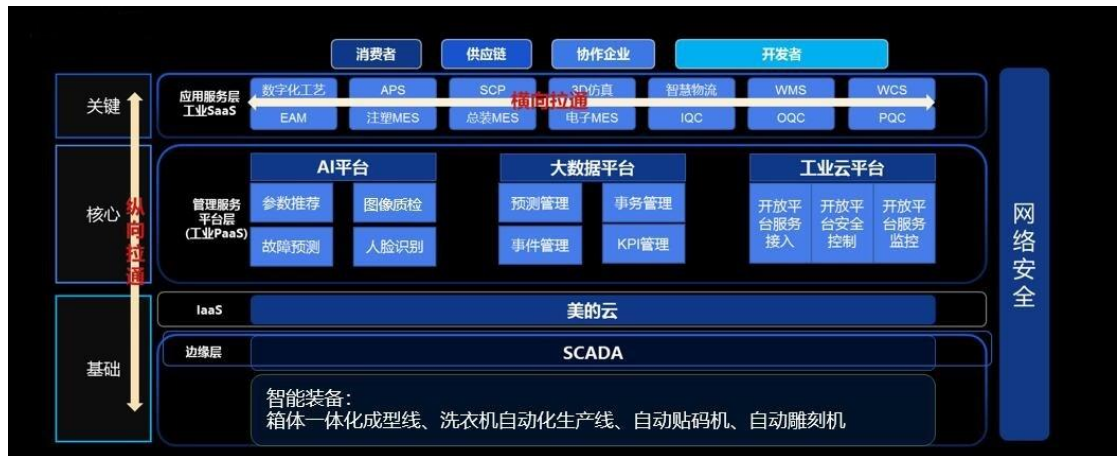 消费者
供应链
协作企业
开发者
关键
应用服务层
工业SaaS
数字化工艺
APS
SCP
3D仿真
智慧物流
WMS
WCS
横向拉通
EAM
注塑MES
总装MES
电子MES
IQC
OQC
PQC
核心
纵向拉通
管理服务
平台层
(工业PaaS)
AI平台
参数推荐
图像质检
故障预测
人脸识别
大数据平台
预测管理
事务管理
事件管理
KPI管理
工业云平台
开放平
台服务
接入
开放平
台安全
控制
开放平
台服务
监控
基础
IaaS
美的云
边缘层
SCADA
智能装备：
箱体一体化成型线、洗衣机自动化生产线、自动贴码机、自动雕刻机
网络安全